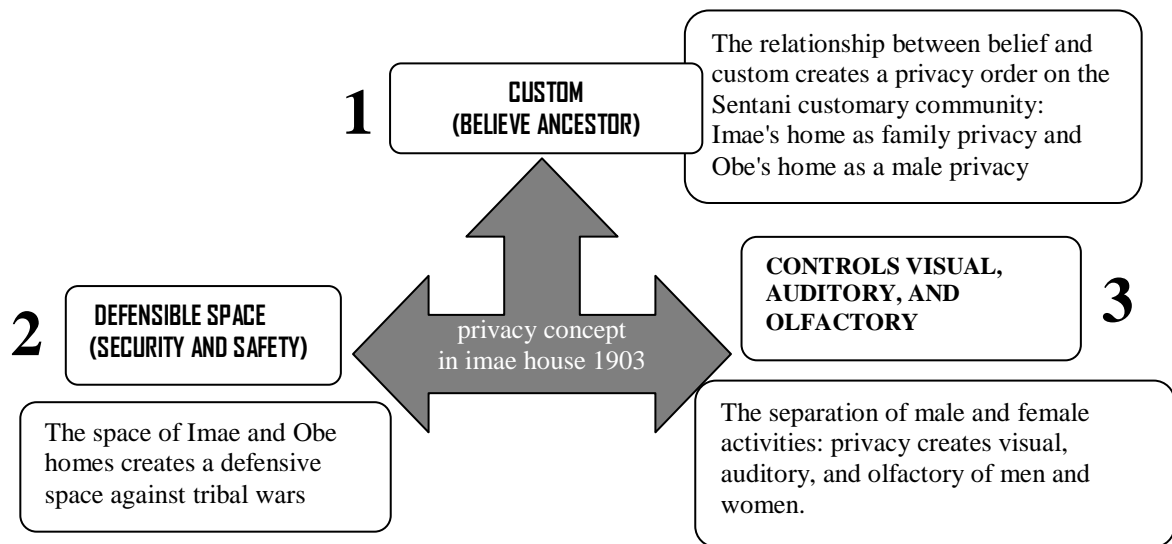 1
CUSTOM
(BELIEVE ANCESTOR)
The relationship between belief and
custom creates a privacy order on the
Sentani customary community:
Imae's home as family privacy and
Obe's home as a male privacy
2
DEFENSIBLE SPACE
(SECURITY AND SAFETY)
The space of Imae and Obe
homes creates a defensive
space against tribal wars
privacy concept
in imae house 1903
CONTROLS VISUAL,
AUDITORY, AND
OLFACTORY
3
The separation of male and female
activities: privacy creates visual,
auditory, and olfactory of men and
women.